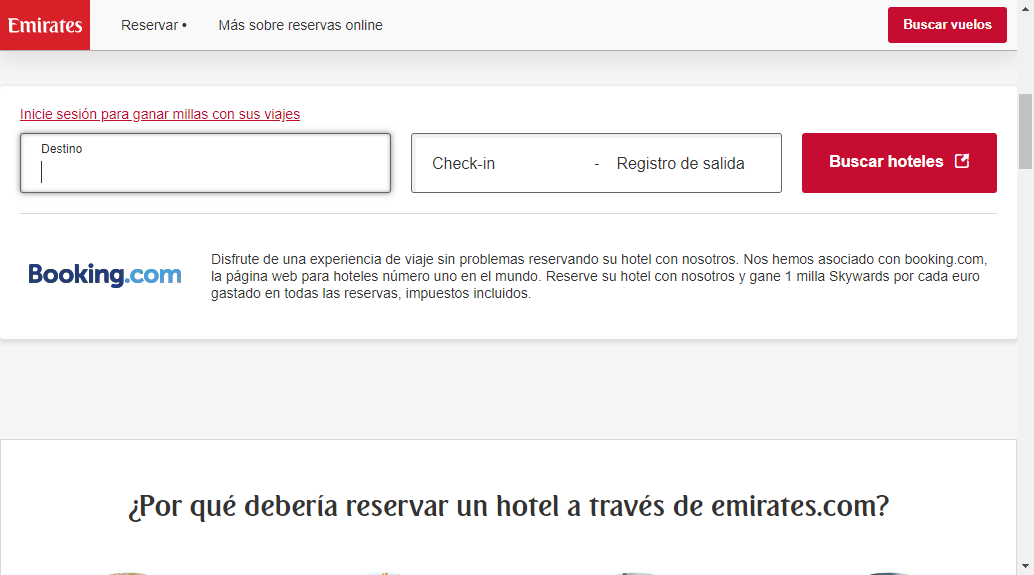 Emirates
Reservar •
Más sobre reservas online
Buscar vuelos
Inicie sesión para ganar millas con sus viajes
Destino
Check-in - Registro de salida
Buscar hoteles
Booking.com
Disfrute de una experiencia de viaje sin problemas reservando su hotel con nosotros. Nos hemos asociado con booking.com,
la página web para hoteles número uno en el mundo. Reserve su hotel con nosotros y gane 1 milla Skywards por cada euro
gastado en todas las reservas, impuestos incluidos.
¿Por qué debería reservar un hotel a través de emirates.com?